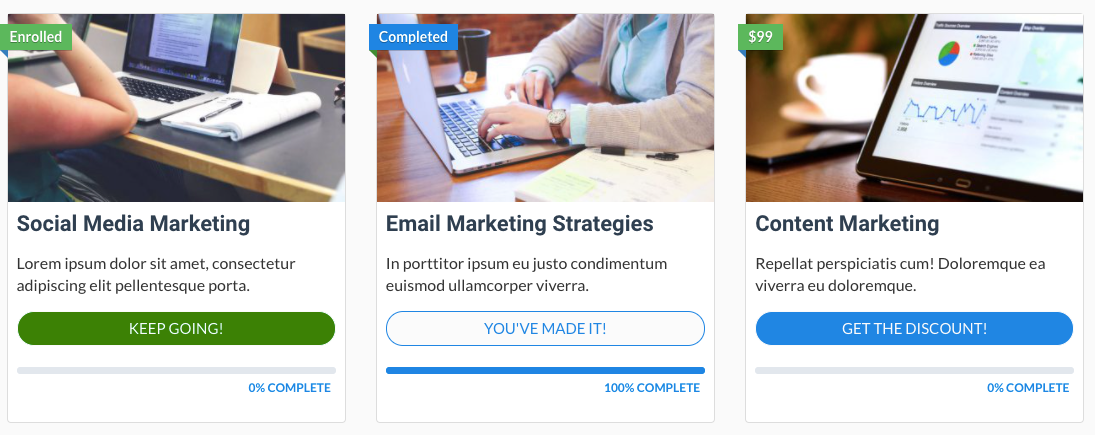 Enrolled
Social Media Marketing
Lorem ipsum dolor sit amet, consectetur
adipiscing elit pellentesque porta.
KEEP GOING!
0% COMPLETE
Completed
Email Marketing Strategies
In porttitor ipsum eu justo condimentum
euismod ullamcorper viverra.
YOU'VE MADE IT!
100% COMPLETE
$99
Content Marketing
Repellat perspiciatis cum! Doloremque ea
viverra eu doloremque.
GET THE DISCOUNT!
0% COMPLETE